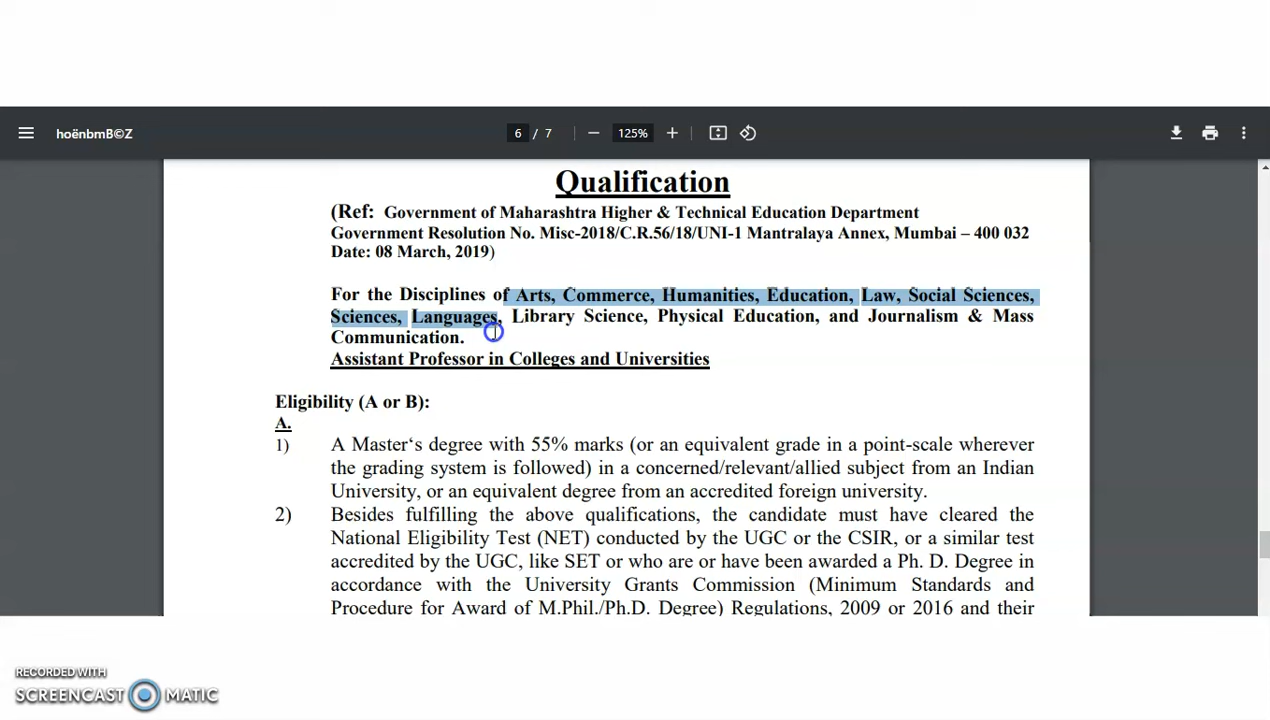 hoënbmB©Z
6 / 7
125%
Qualification
(Ref: Government of Maharashtra Higher & Technical Education Department
Government Resolution No. Misc-2018/C.R.56/18/UNI-1 Mantralaya Annex, Mumbai – 400 032
Date: 08 March, 2019)
For the Disciplines of Arts, Commerce, Humanities, Education, Law, Social Sciences,
Sciences, Languages, Library Science, Physical Education, and Journalism & Mass
Communication.
Assistant Professor in Colleges and Universities
Eligibility (A or B):
A.
1) A Master‘s degree with 55% marks (or an equivalent grade in a point-scale wherever
the grading system is followed) in a concerned/relevant/allied subject from an Indian
University, or an equivalent degree from an accredited foreign university.
2) Besides fulfilling the above qualifications, the candidate must have cleared the
National Eligibility Test (NET) conducted by the UGC or the CSIR, or a similar test
accredited by the UGC, like SET or who are or have been awarded a Ph. D. Degree in
accordance with the University Grants Commission (Minimum Standards and
Procedure for Award of M.Phil./Ph.D. Degree) Regulations, 2009 or 2016 and their
RECORDED WITH
SCREENCAST MATIC